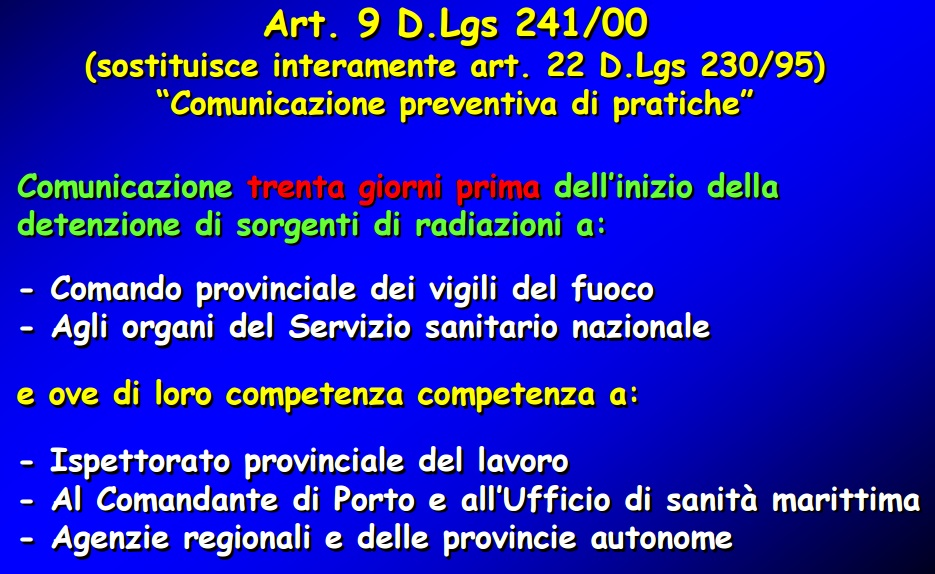 Art. 9 D.Lgs 241/00
(sostituisce interamente art. 22 D.Lgs 230/95)
“Comunicazione preventiva di pratiche”
Comunicazione trenta giorni prima dell’inizio della
detenzione di sorgenti di radiazioni a:
- Comando provinciale dei vigili del fuoco
- Agli organi del Servizio sanitario nazionale
e ove di loro competenza competenza a:
- Ispettorato provinciale del lavoro
- Al Comandante di Porto e all’Ufficio di sanità marittima
- Agenzie regionali e delle provincie autonome